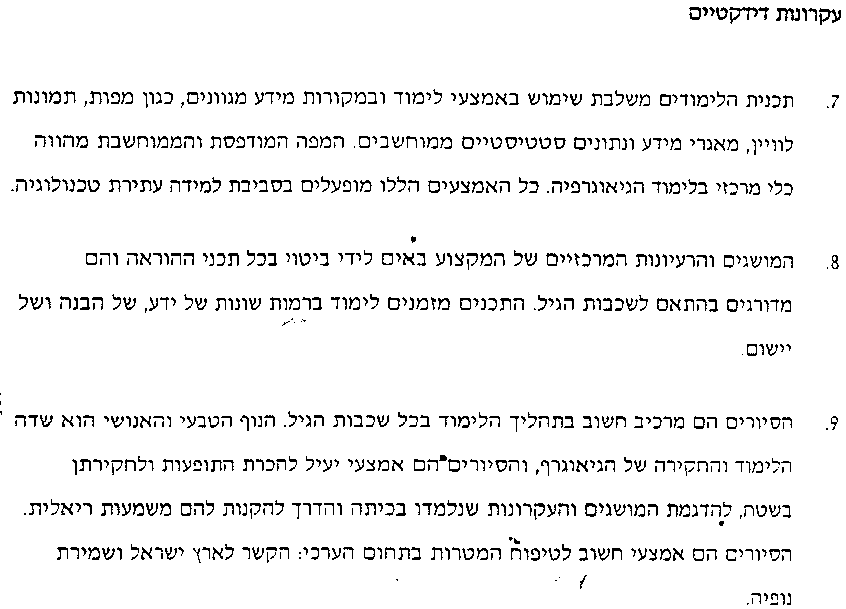 עקרונות דידקטיים
7. תכנית הלימודים משלבת שימוש באמצעי לימוד ובמקורות מידע מגוונים, כגון מפות, תמונות
לוויין, מאגרי מידע ונתונים סטטיסטיים ממוחשבים. המפה המודפסת והממוחשבת מהווה
כלי מרכזי בלימוד הגיאוגרפיה. כל האמצעים הללו מופעלים בסביבת למידה עתירת טכנולוגיה.
8. המושגים והרעיונות המרכזיים של המקצוע באים לידי ביטוי בכל תכני ההוראה והם
מדורגים בהתאם לשכבות הגיל. התכנים מזמנים לימוד ברמות שונות של ידע, של הבנה ושל
יישום.
9. הסיורים הם מרכיב חשוב בתהליך הלימוד בכל שכבות הגיל. הנוף הטבעי והאנושי הוא שדה
הלימוד והחקירה של הגיאוגרף, והסיורים הם אמצעי יעיל להכרת התופעות ולחקירתן
בשטח, להדגמת המושגים והעקרונות שנלמדו בכיתה והדרך להקנות להם משמעות ריאלית.
הסיורים הם אמצעי חשוב לטיפוח המטרות בתחום הערכי: הקשר לארץ ישראל ושמירת
נופיה.